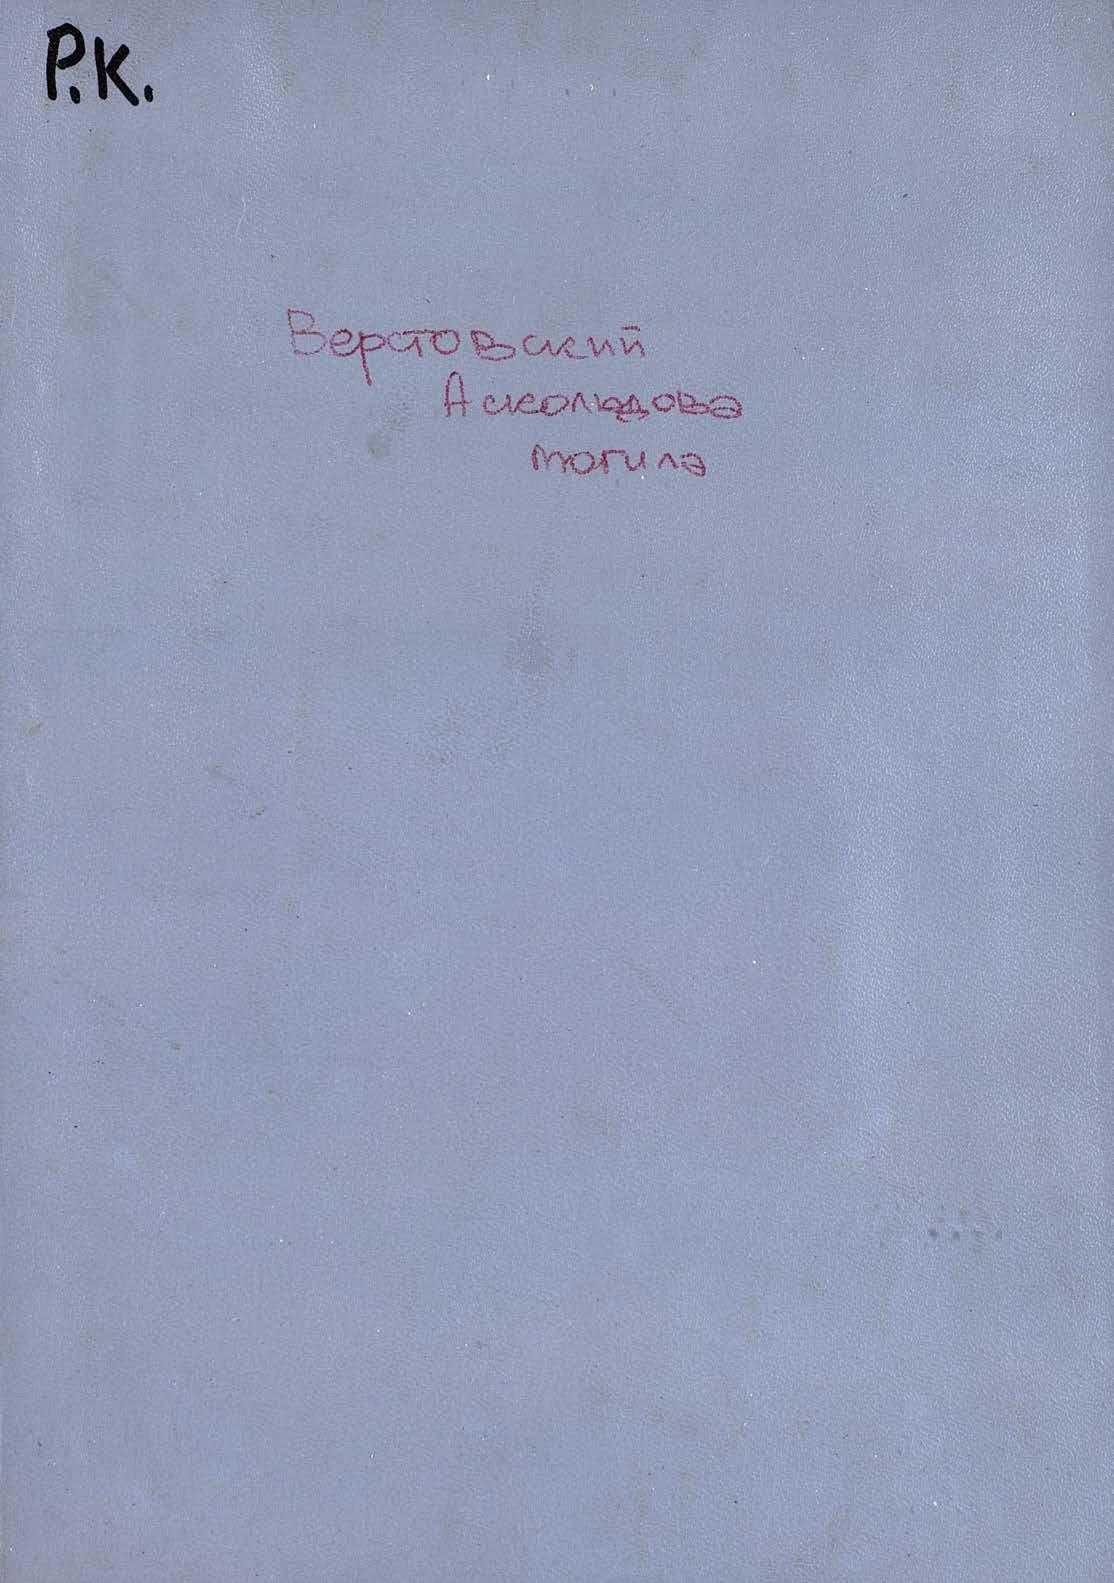 Р.К.
Верстовский
Аскольдова
могила